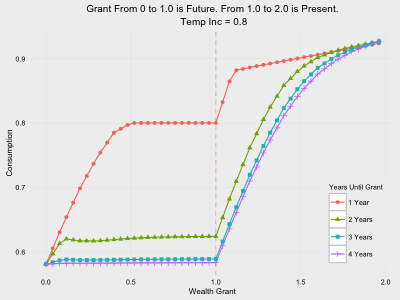 Grant From 0 to 1.0 is Future. From 1.0 to 2.0 is Present.
Temp Inc = 0.8
Consumption
0.9
0.8
0.7
0.6
0.0
0.5
1.0
1.5
2.0
Wealth Grant
Years Until Grant
1 Year
2 Years
3 Years
4 Years